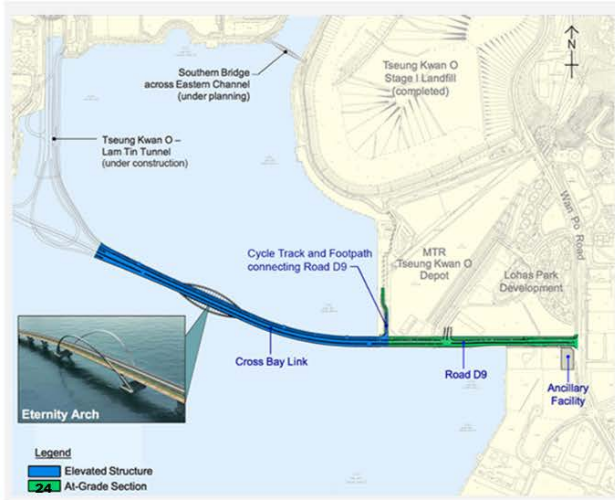 N
Southern Bridge
across Eastern Channel
(under planning)
Tseung Kwan O
Stage I Landfill
(completed)
Tseung Kwan O –
Lam Tin Tunnel
(under construction)
Wan Po Road
Cycle Track and Footpath
connecting Road D9
MTR
Tseung Kwan O
Depot
Lohas Park
Development
Cross Bay Link
Road D9
Ancillary
Facility
Eternity Arch
Legend
Elevated Structure
24
At-Grade Section